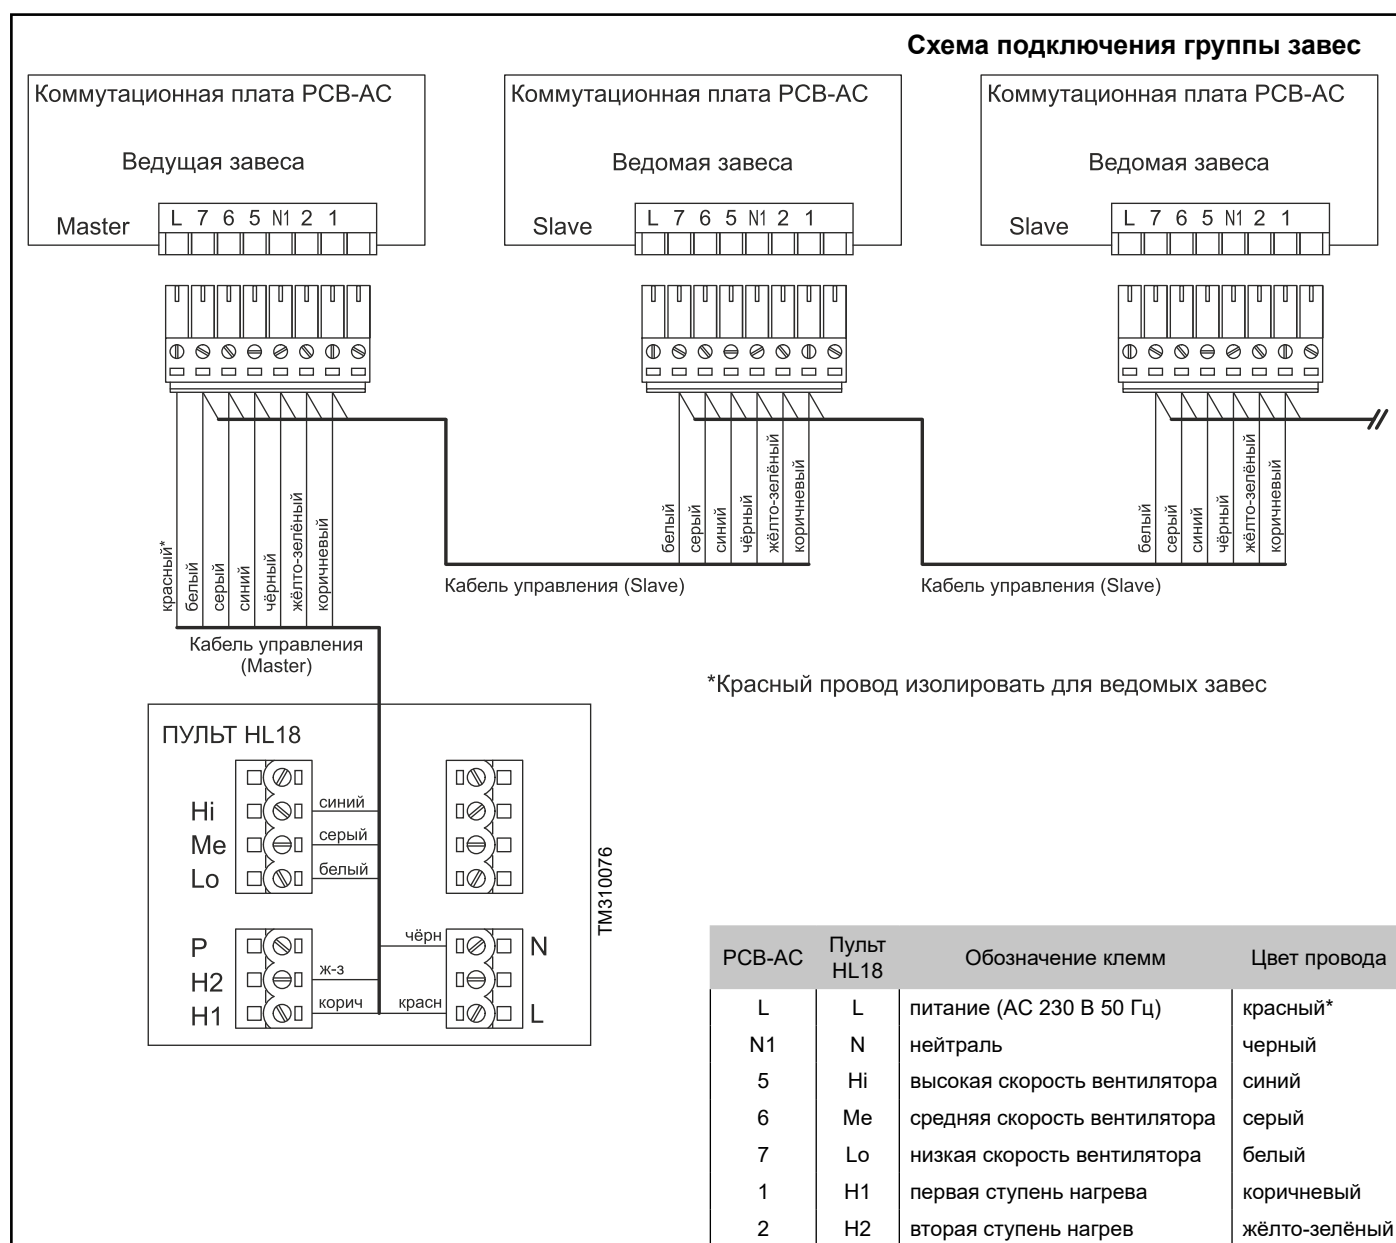 Схема подключения группы завес
Коммутационная плата PCB-AC
Ведущая завеса
Master
L 7 6 5 N1 2 1
Коммутационная плата PCB-AC
Ведомая завеса
Slave
L 7 6 5 N1 2 1
Коммутационная плата PCB-AC
Ведомая завеса
Slave
L 7 6 5 N1 2 1
красный*
белый
серый
синий
чёрный
жёлто-зелёный
коричневый
белый
серый
синий
чёрный
жёлто-зелёный
коричневый
белый
серый
синий
чёрный
жёлто-зелёный
коричневый
Кабель управления (Slave)
Кабель управления (Slave)
Кабель управления
(Master)
*Красный провод изолировать для ведомых завес
ПУЛЬТ HL18
Hi синий
Me серый
Lo белый
P чёрн N
H2 ж-з
H1 корич красн L
TM310076
PCB-AC Пульт HL18 Обозначение клемм Цвет провода
L L питание (АС 230 В 50 Гц) красный*
N1 N нейтраль черный
5 Hi высокая скорость вентилятора синий
6 Me средняя скорость вентилятора серый
7 Lo низкая скорость вентилятора белый
1 H1 первая ступень нагрева коричневый
2 H2 вторая ступень нагрев жёлто-зелёный